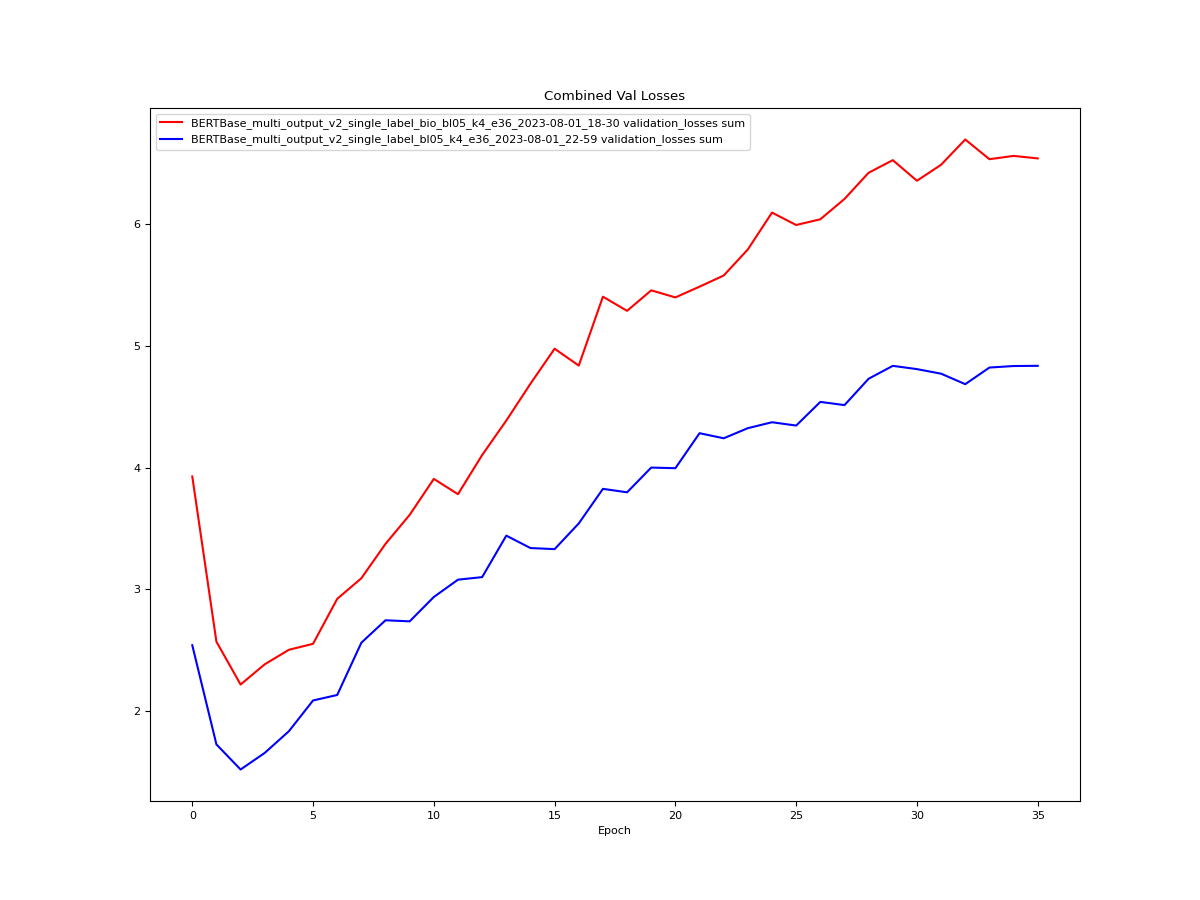 Combined Val Losses
BERTBase_multi_output_v2_single_label_bio_bl05_k4_e36_2023-08-01_18-30 validation_losses sum
BERTBase_multi_output_v2_single_label_bl05_k4_e36_2023-08-01_22-59 validation_losses sum
6
5
4
3
2
0 5 10 15 20 25 30 35
Epoch